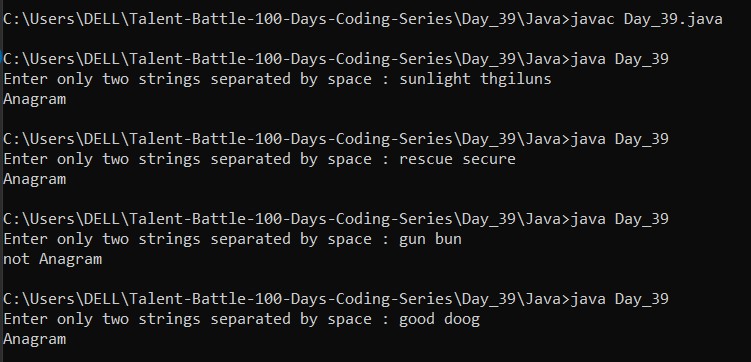 C:\Users\DELL\Talent-Battle-100-Days-Coding-Series\Day_39\Java>javac Day_39.java
C:\Users\DELL\Talent-Battle-100-Days-Coding-Series\Day_39\Java>java Day_39
Enter only two strings separated by space : sunlight thgiluns
Anagram
C:\Users\DELL\Talent-Battle-100-Days-Coding-Series\Day_39\Java>java Day_39
Enter only two strings separated by space : rescue secure
Anagram
C:\Users\DELL\Talent-Battle-100-Days-Coding-Series\Day_39\Java>java Day_39
Enter only two strings separated by space : gun bun
not Anagram
C:\Users\DELL\Talent-Battle-100-Days-Coding-Series\Day_39\Java>java Day_39
Enter only two strings separated by space : good doog
Anagram